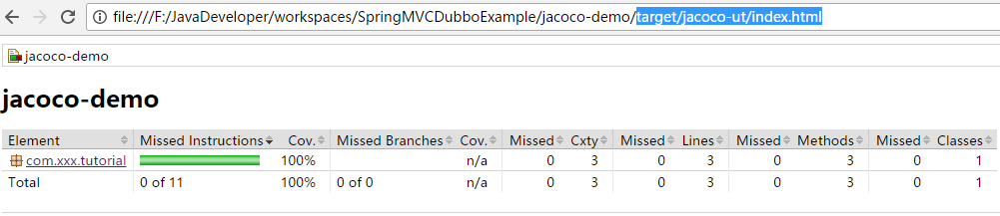 file:///F:/JavaDeveloper/workspaces/SpringMVCDubboExample/jacoco-demo/target/jacoco-ut/index.html
jacoco-demo
jacoco-demo
Element Missed Instructions Cov. Missed Branches Cov. Missed Cxty Missed Lines Missed Methods Missed Classes
com.xxx.tutorial 100% n/a 0 3 0 3 0 3 0 1
Total 0 of 11 100% 0 of 0 n/a 0 3 0 3 0 3 0 1